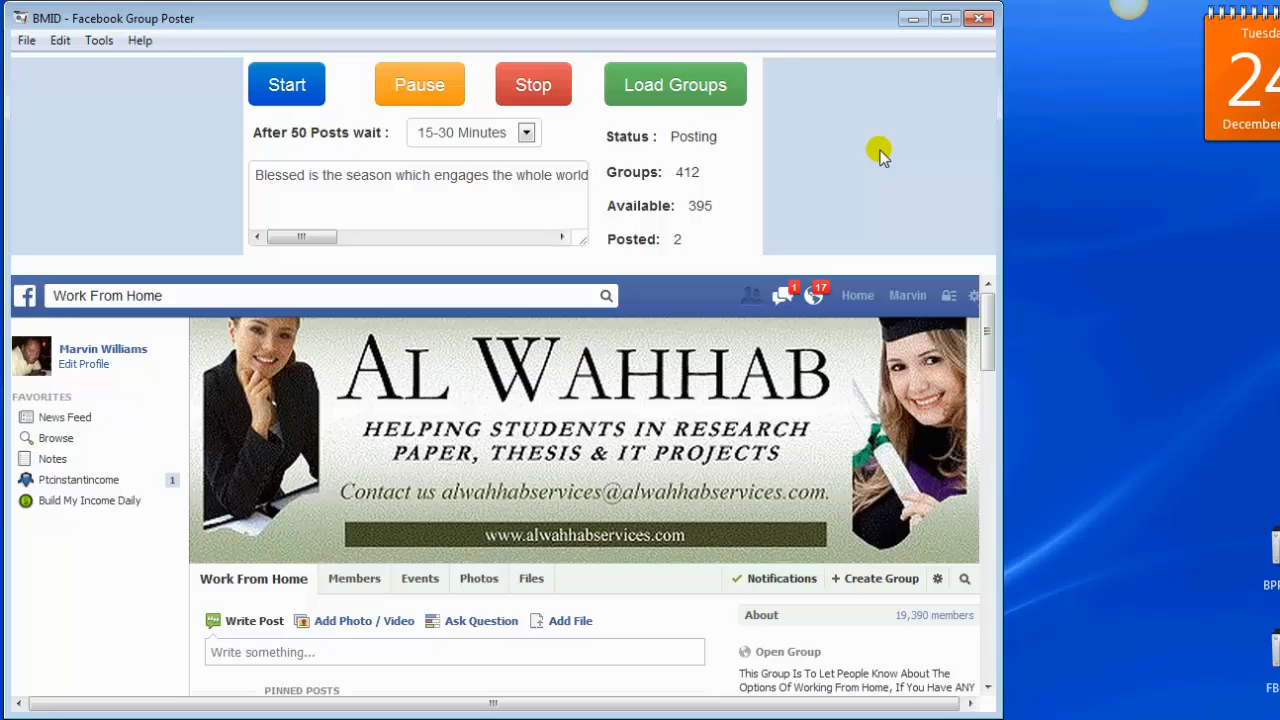 BMID - Facebook Group Poster
File Edit Tools Help
Start Pause Stop Load Groups
After 50 Posts wait : 15-30 Minutes
Status : Posting
Blessed is the season which engages the whole world
Groups: 412
Available: 395
Posted: 2
Tuesda
24
December
Work From Home
1
17
Home Marvin
Marvin Williams
Edit Profile
FAVORITES
News Feed
Browse
Notes
Ptcinstantincome 1
Build My Income Daily
AL WAHHAB
HELPING STUDENTS IN RESEARCH
PAPER, THESIS & IT PROJECTS
Contact us alwahhabservices@alwahhabservices.com.
www.alwahhabservices.com
Work From Home Members Events Photos Files Notifications + Create Group
Write Post Add Photo / Video Ask Question Add File
Write something...
PINNED POSTS
About 19,390 members
Open Group
This Group Is To Let People Know About The
Options Of Working From Home, If You Have ANY
BPP
FB